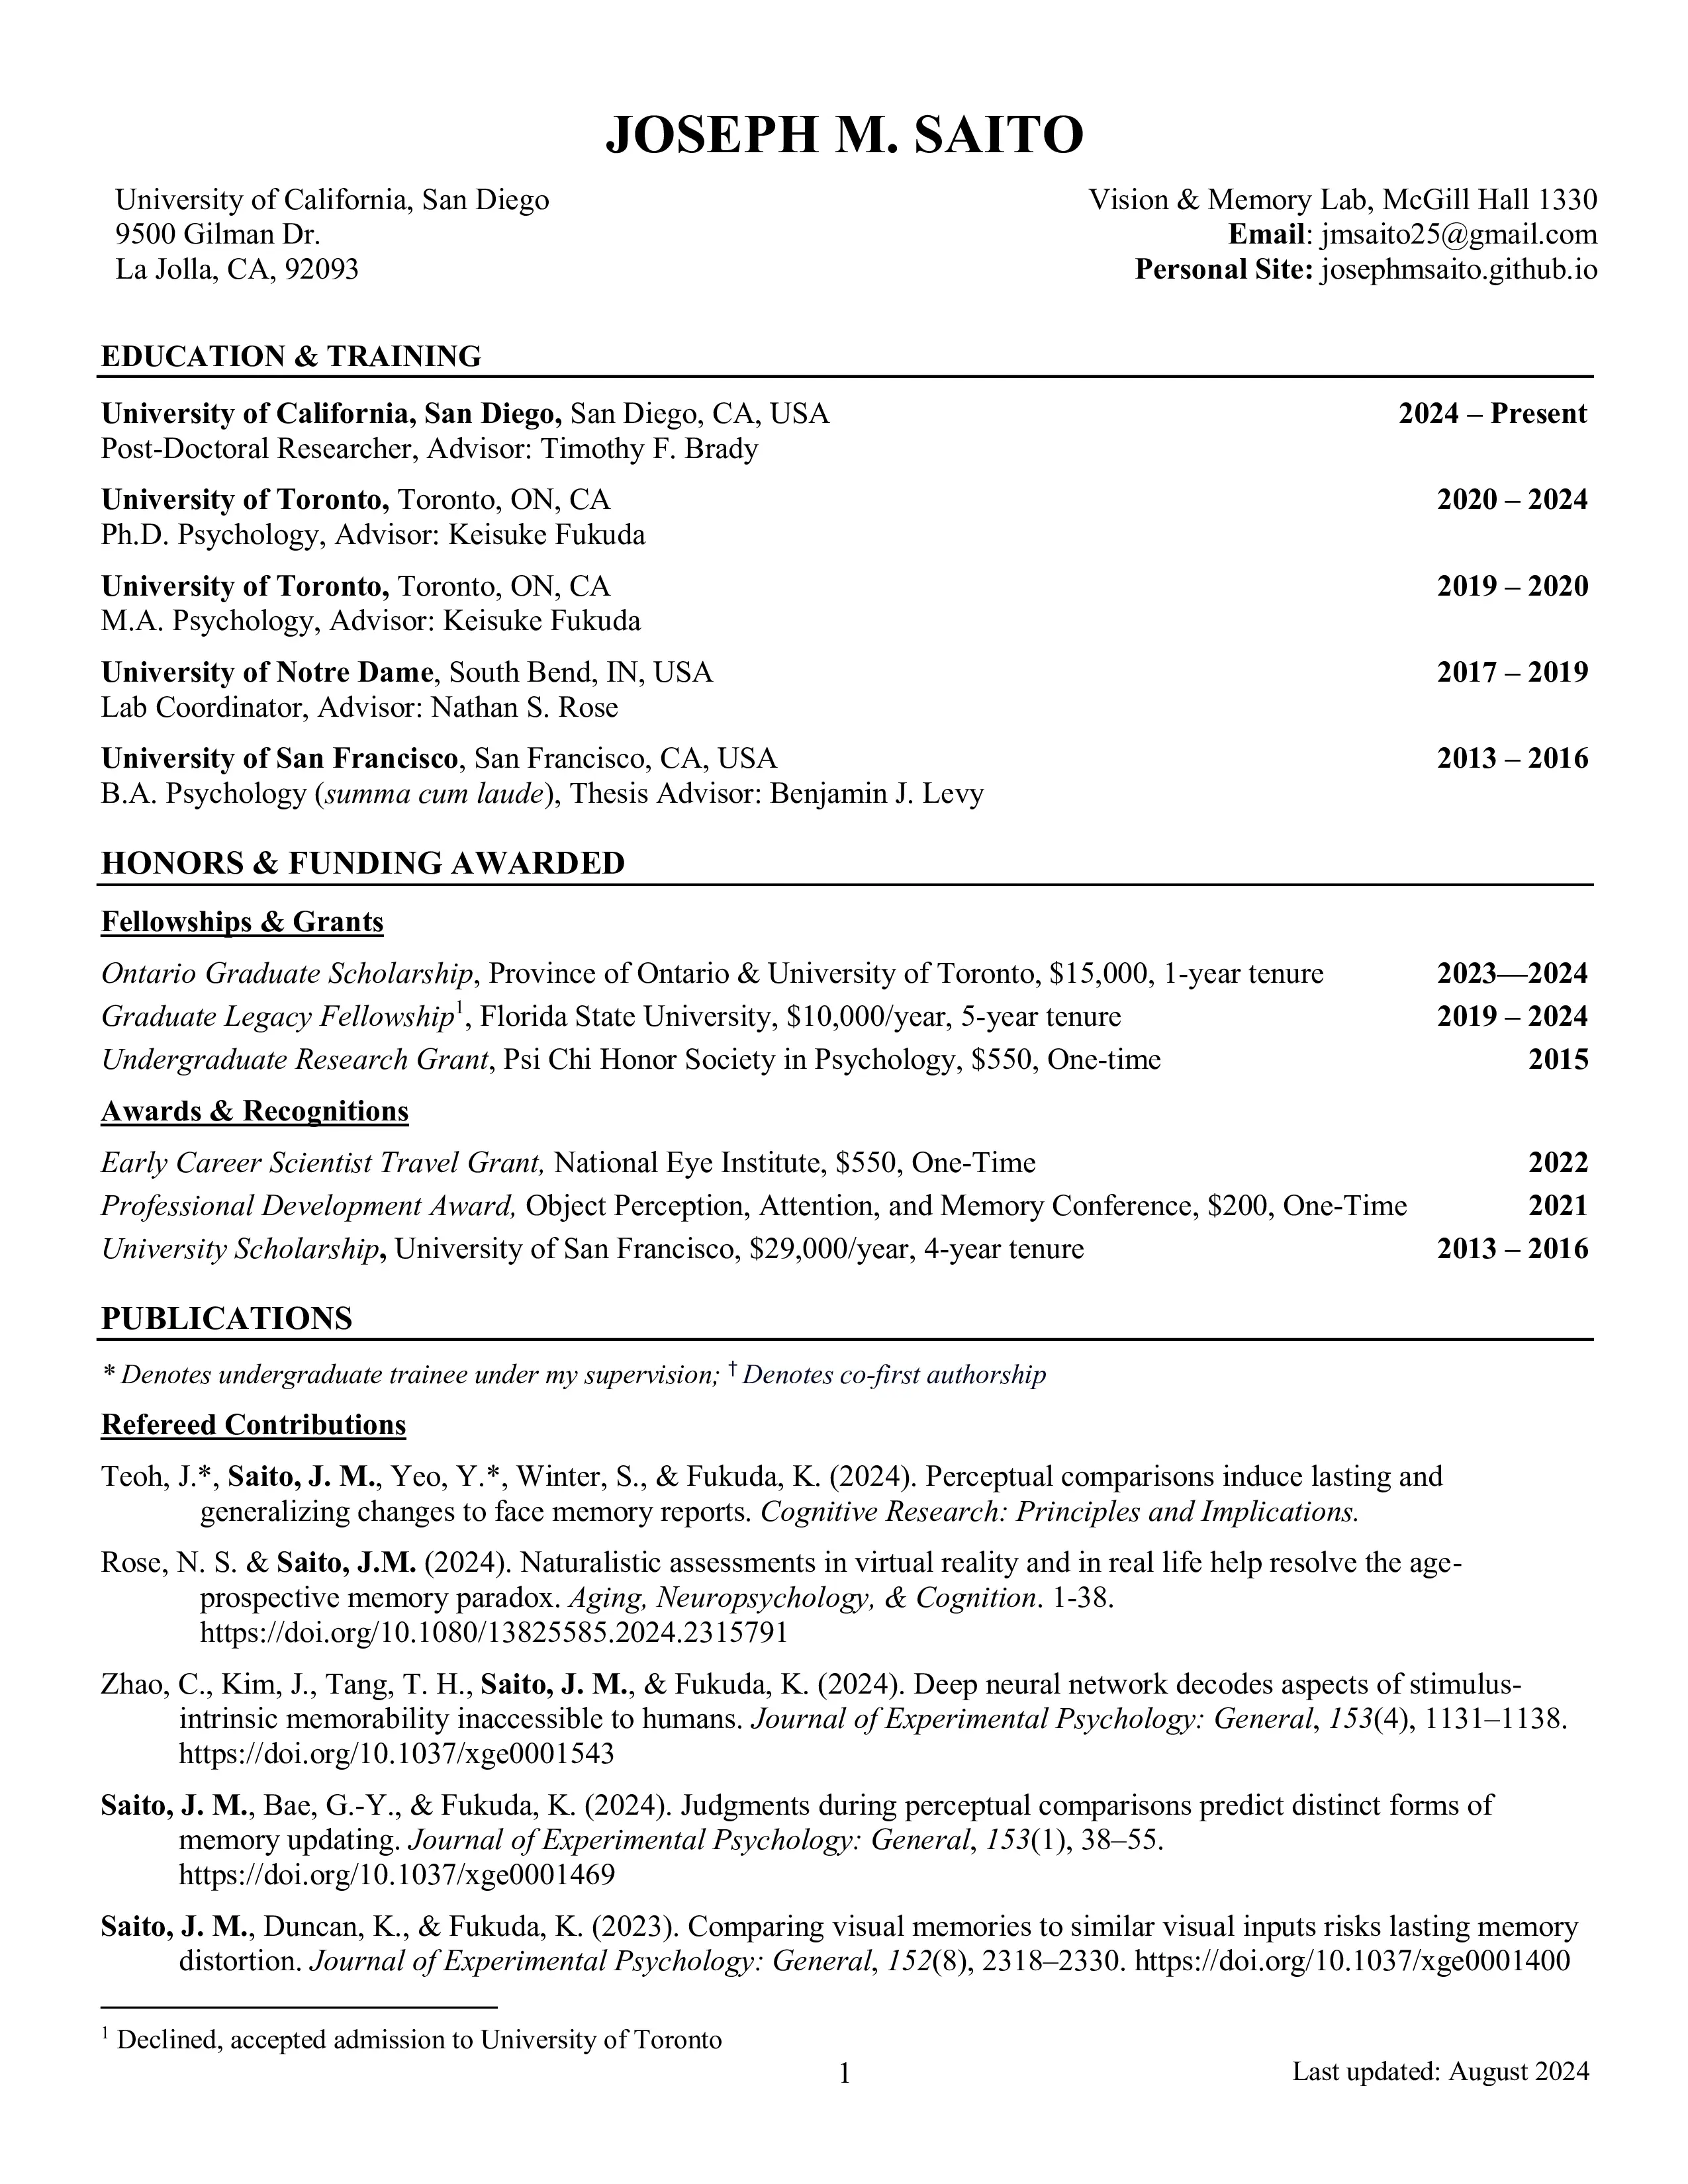 JOSEPH M. SAITO
University of California, San Diego
9500 Gilman Dr.
La Jolla, CA, 92093
Vision & Memory Lab, McGill Hall 1330
Email: jmsaito25@gmail.com
Personal Site: josephmsaito.github.io
EDUCATION & TRAINING
University of California, San Diego, San Diego, CA, USA 2024 – Present
Post-Doctoral Researcher, Advisor: Timothy F. Brady
University of Toronto, Toronto, ON, CA 2020 – 2024
Ph.D. Psychology, Advisor: Keisuke Fukuda
University of Toronto, Toronto, ON, CA 2019 – 2020
M.A. Psychology, Advisor: Keisuke Fukuda
University of Notre Dame, South Bend, IN, USA 2017 – 2019
Lab Coordinator, Advisor: Nathan S. Rose
University of San Francisco, San Francisco, CA, USA 2013 – 2016
B.A. Psychology (summa cum laude), Thesis Advisor: Benjamin J. Levy
HONORS & FUNDING AWARDED
Fellowships & Grants
Ontario Graduate Scholarship, Province of Ontario & University of Toronto, $15,000, 1-year tenure 2023—2024
Graduate Legacy Fellowship1, Florida State University, $10,000/year, 5-year tenure 2019 – 2024
Undergraduate Research Grant, Psi Chi Honor Society in Psychology, $550, One-time 2015
Awards & Recognitions
Early Career Scientist Travel Grant, National Eye Institute, $550, One-Time 2022
Professional Development Award, Object Perception, Attention, and Memory Conference, $200, One-Time 2021
University Scholarship, University of San Francisco, $29,000/year, 4-year tenure 2013 – 2016
PUBLICATIONS
* Denotes undergraduate trainee under my supervision; † Denotes co-first authorship
Refereed Contributions
Teoh, J.*, Saito, J. M., Yeo, Y.*, Winter, S., & Fukuda, K. (2024). Perceptual comparisons induce lasting and
generalizing changes to face memory reports. Cognitive Research: Principles and Implications.
Rose, N. S. & Saito, J.M. (2024). Naturalistic assessments in virtual reality and in real life help resolve the age-
prospective memory paradox. Aging, Neuropsychology, & Cognition. 1-38.
https://doi.org/10.1080/13825585.2024.2315791
Zhao, C., Kim, J., Tang, T. H., Saito, J. M., & Fukuda, K. (2024). Deep neural network decodes aspects of stimulus-
intrinsic memorability inaccessible to humans. Journal of Experimental Psychology: General, 153(4), 1131–1138.
https://doi.org/10.1037/xge0001543
Saito, J. M., Bae, G.-Y., & Fukuda, K. (2024). Judgments during perceptual comparisons predict distinct forms of
memory updating. Journal of Experimental Psychology: General, 153(1), 38–55.
https://doi.org/10.1037/xge0001469
Saito, J. M., Duncan, K., & Fukuda, K. (2023). Comparing visual memories to similar visual inputs risks lasting memory
distortion. Journal of Experimental Psychology: General, 152(8), 2318–2330. https://doi.org/10.1037/xge0001400
1 Declined, accepted admission to University of Toronto
1
Last updated: August 2024